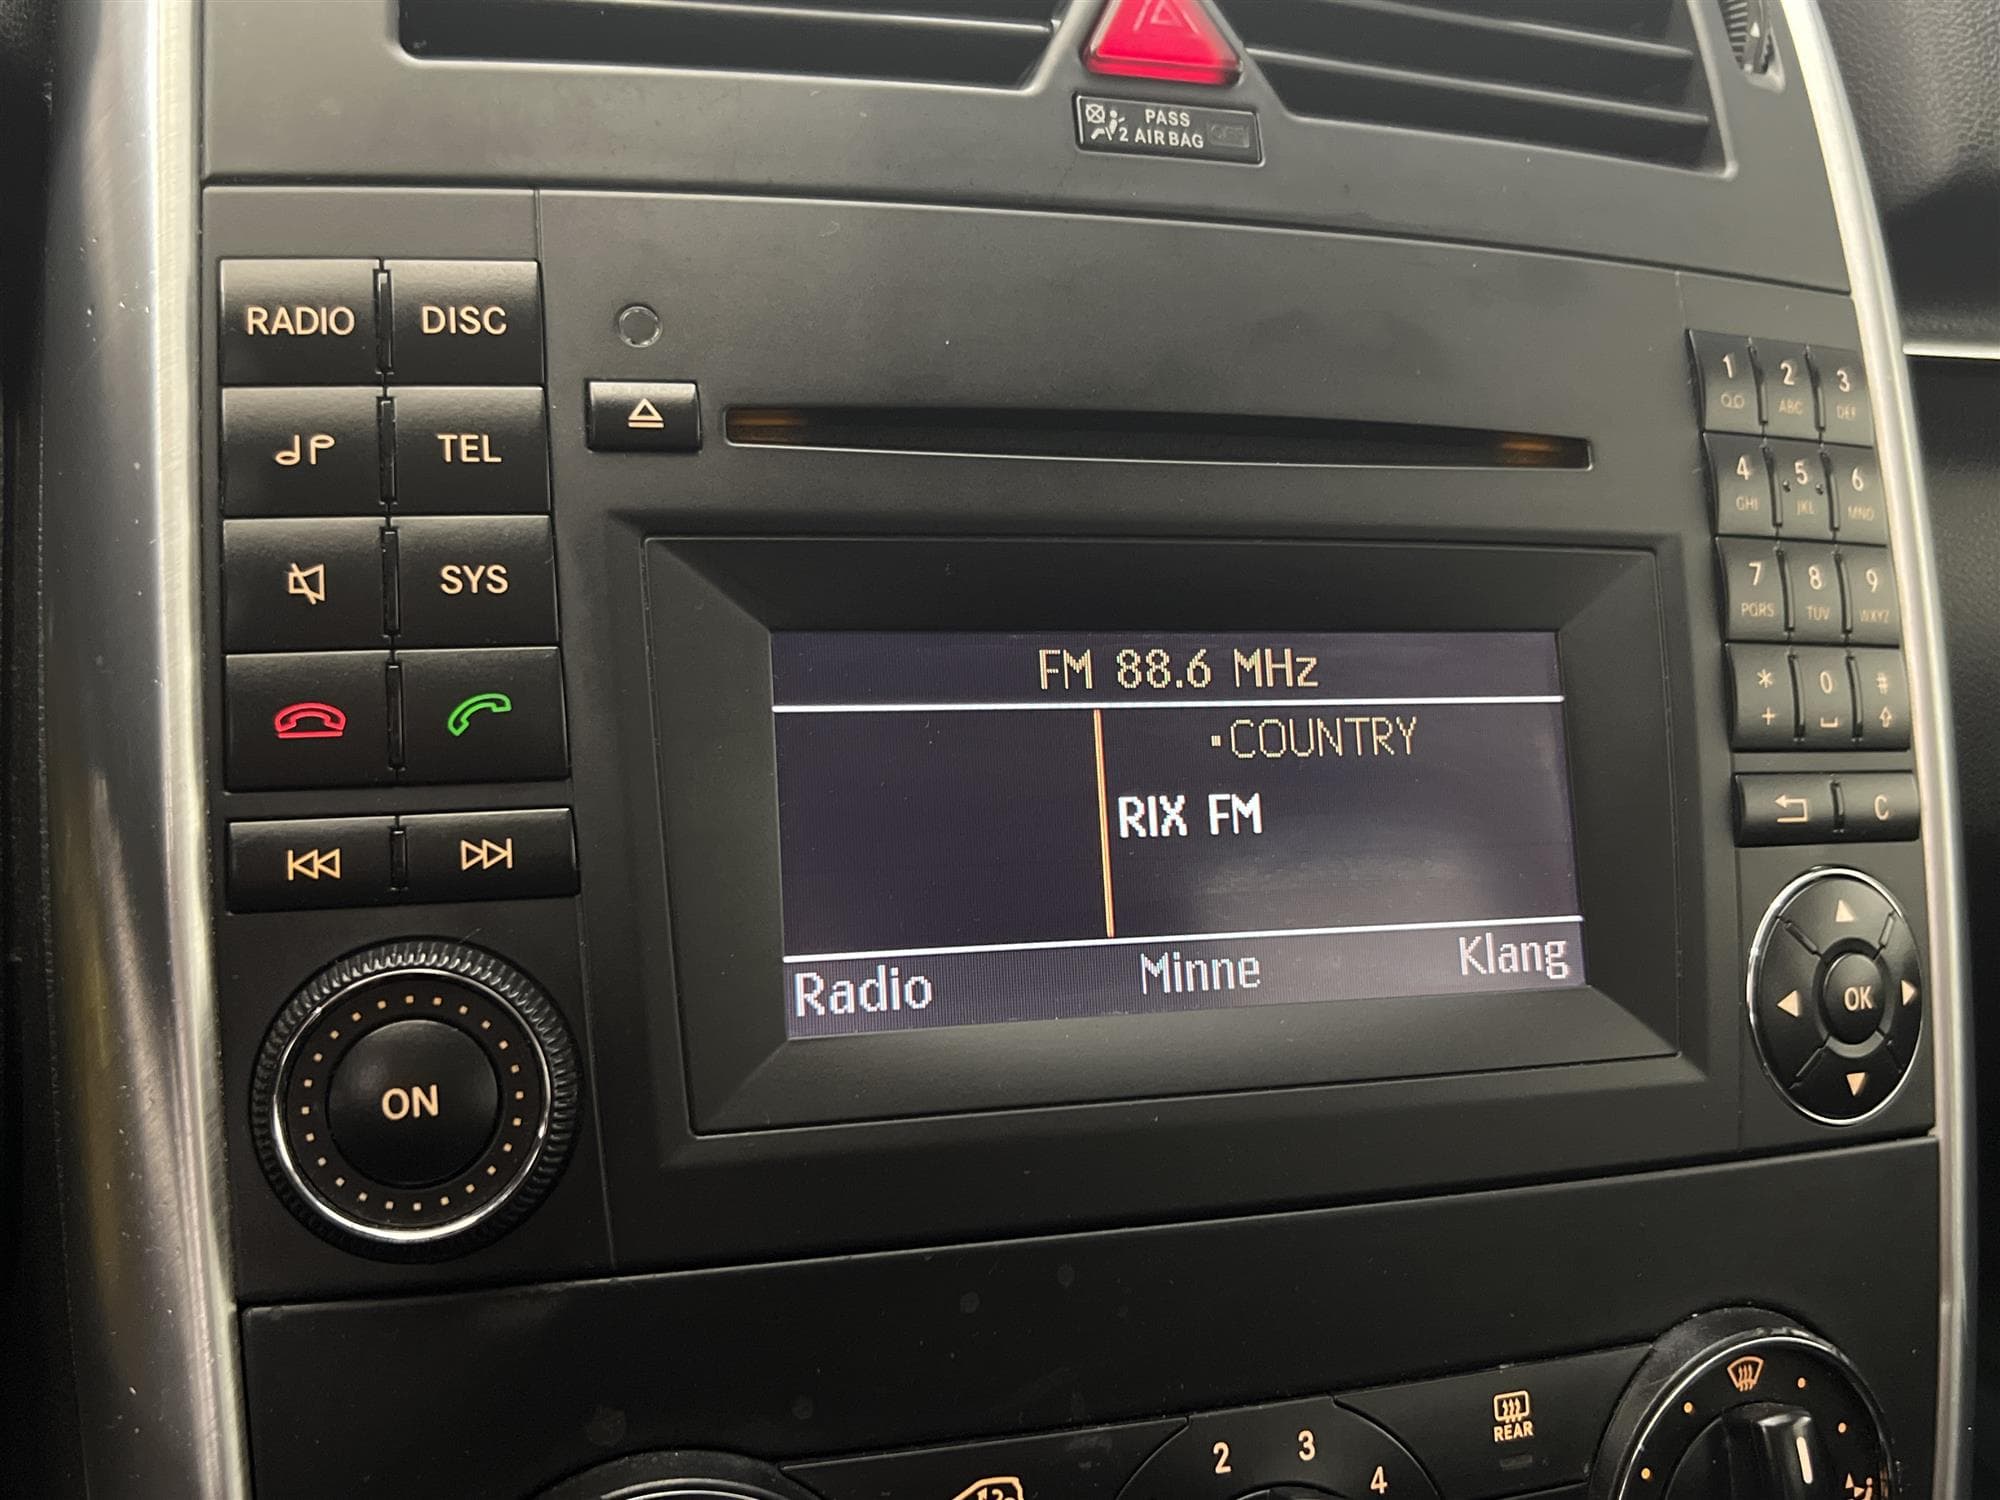 PASS
2 AIRBAG OFF
RADIO DISC
TEL
SYS
ON
1 2 3
ABC DEF
4 5 6
GHI JKL MNO
7 8 9
PQRS TUV WXYZ
* 0 #
+
C
OK
FM 88.6 MHz
COUNTRY
RIX FM
Radio Minne Klang
2 3 4
REAR